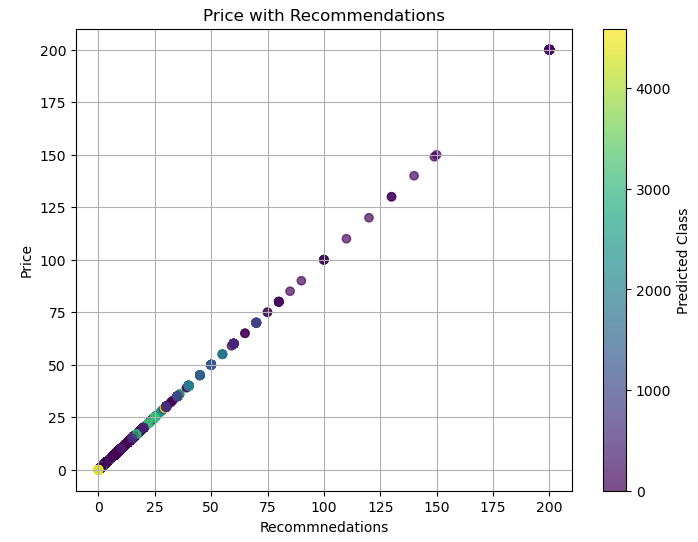 Price with Recommendations
200
175
150
125
100
75
50
25
0
Price
0 25 50 75 100 125 150 175 200
Recommnedations
4000
3000
2000
1000
0
Predicted Class